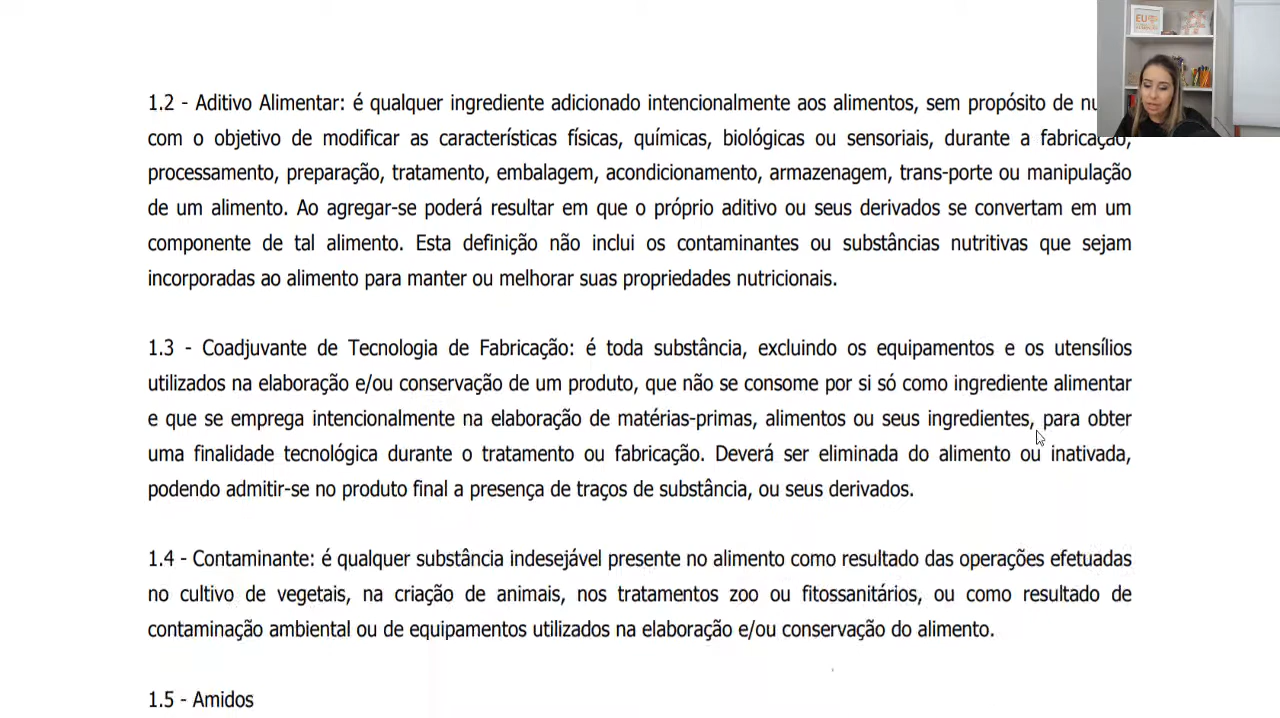 EU
1.2 - Aditivo Alimentar: é qualquer ingrediente adicionado intencionalmente aos alimentos, sem propósito de
com o objetivo de modificar as características físicas, químicas, biológicas ou sensoriais, durante a fabricação,
processamento, preparação, tratamento, embalagem, acondicionamento, armazenagem, trans-porte ou manipulação
de um alimento. Ao agregar-se poderá resultar em que o próprio aditivo ou seus derivados se convertam em um
componente de tal alimento. Esta definição não inclui os contaminantes ou substâncias nutritivas que sejam
incorporadas ao alimento para manter ou melhorar suas propriedades nutricionais.
1.3 - Coadjuvante de Tecnologia de Fabricação: é toda substância, excluindo os equipamentos e os utensílios
utilizados na elaboração e/ou conservação de um produto, que não se consome por si só como ingrediente alimentar
e que se emprega intencionalmente na elaboração de matérias-primas, alimentos ou seus ingredientes, para obter
uma finalidade tecnológica durante o tratamento ou fabricação. Deverá ser eliminada do alimento ou inativada,
podendo admitir-se no produto final a presença de traços de substância, ou seus derivados.
1.4 - Contaminante: é qualquer substância indesejável presente no alimento como resultado das operações efetuadas
no cultivo de vegetais, na criação de animais, nos tratamentos zoo ou fitossanitários, ou como resultado de
contaminação ambiental ou de equipamentos utilizados na elaboração e/ou conservação do alimento.
1.5 - Amidos